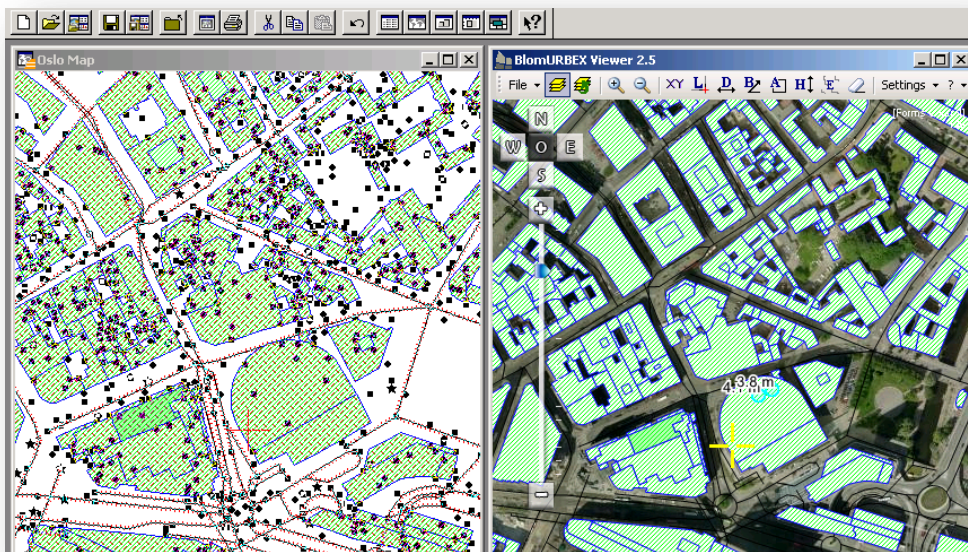 Oslo Map
BlomURBEX Viewer 2.5
File
XY L D B A H E
Settings ?
N
W O E
S
3.8 m